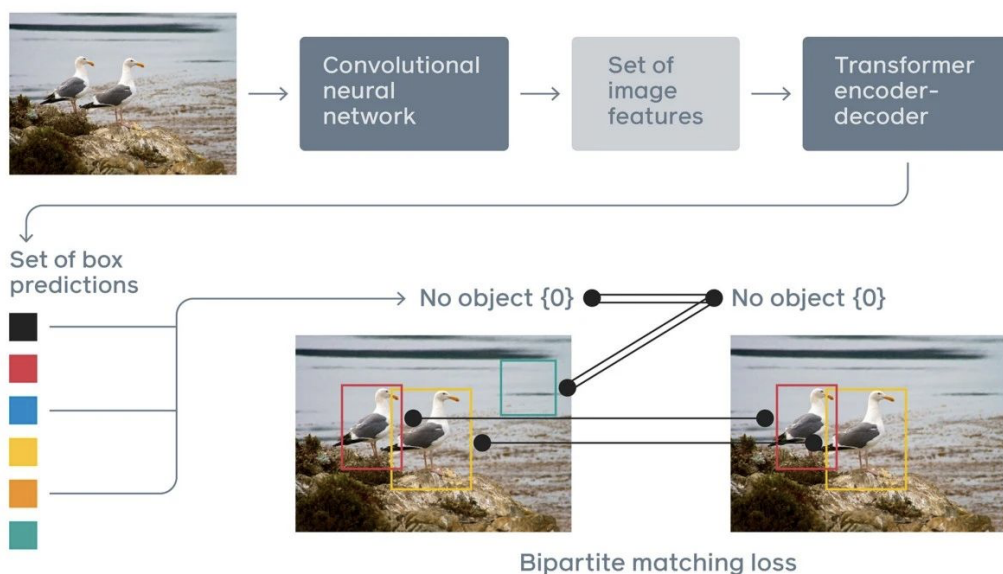 Convolutional
neural
network
Set of
image
features
Transformer
encoder-
decoder
Set of box
predictions
No object {0}
No object {0}
Bipartite matching loss